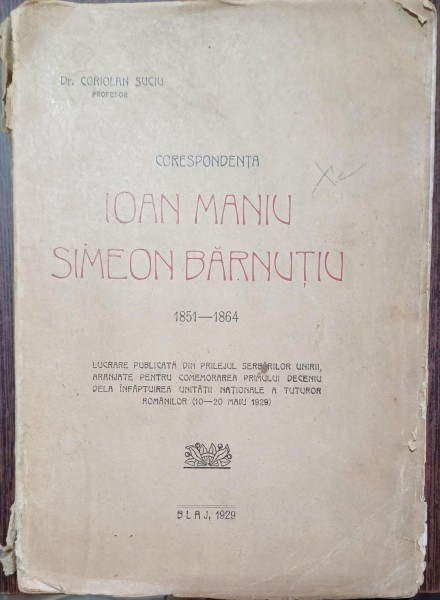 Dr. CORIOLAN SUCIU
PROFESOR
CORESPONDENȚA
IOAN MANIU
SIMEON BĂRNUȚIU
1851—1864
LUCRARE PUBLICATĂ DIN PRILEJUL SERBĂRILOR UNIRII,
ARANJATE PENTRU COMEMORAREA PRIMULUI DECENIU
DELA ÎNFĂPTUIREA UNITĂȚII NAȚIONALE A TUTUROR
ROMÂNILOR (10—20 MAIU 1929)
BLAJ, 1929